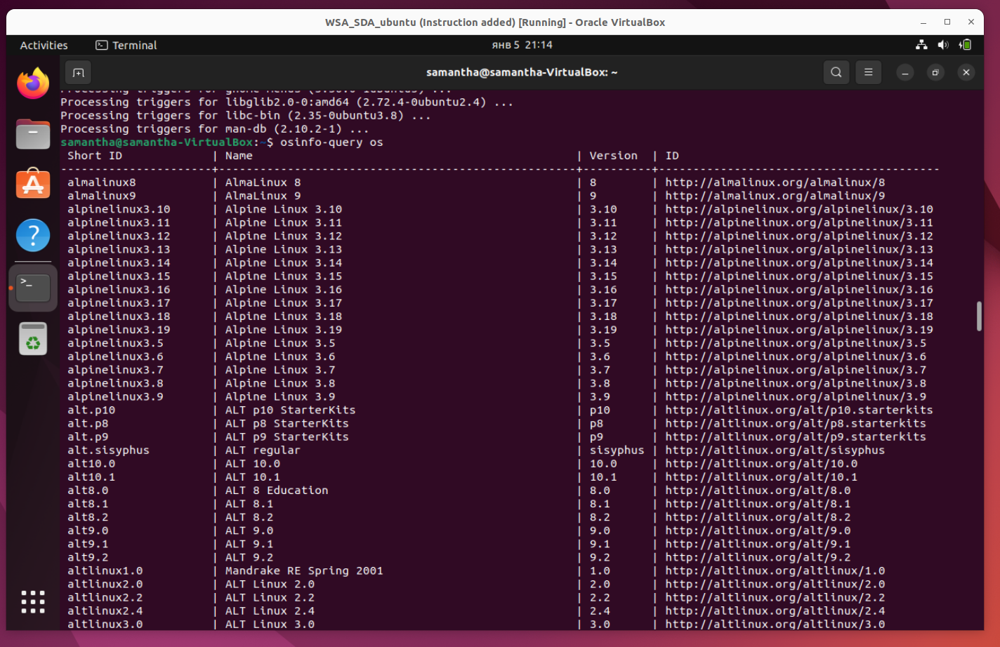 WSA_SDA_ubuntu (Instruction added) [Running] - Oracle VirtualBox
Activities Terminal янв 5 21:14
samantha@samantha-VirtualBox: ~
Processing triggers for gnome-menus (3.36.0-1ubuntu3) ...
Processing triggers for libglib2.0-0:amd64 (2.72.4-0ubuntu2.4) ...
Processing triggers for libc-bin (2.35-0ubuntu3.8) ...
Processing triggers for man-db (2.10.2-1) ...
samantha@samantha-VirtualBox:~$ osinfo-query os
Short ID | Name | Version | ID
----------------------+----------------------------------------------------+----------+-----------------------------------------
almalinux8 | AlmaLinux 8 | 8 | http://almalinux.org/almalinux/8
almalinux9 | AlmaLinux 9 | 9 | http://almalinux.org/almalinux/9
alpinelinux3.10 | Alpine Linux 3.10 | 3.10 | http://alpinelinux.org/alpinelinux/3.10
alpinelinux3.11 | Alpine Linux 3.11 | 3.11 | http://alpinelinux.org/alpinelinux/3.11
alpinelinux3.12 | Alpine Linux 3.12 | 3.12 | http://alpinelinux.org/alpinelinux/3.12
alpinelinux3.13 | Alpine Linux 3.13 | 3.13 | http://alpinelinux.org/alpinelinux/3.13
alpinelinux3.14 | Alpine Linux 3.14 | 3.14 | http://alpinelinux.org/alpinelinux/3.14
alpinelinux3.15 | Alpine Linux 3.15 | 3.15 | http://alpinelinux.org/alpinelinux/3.15
alpinelinux3.16 | Alpine Linux 3.16 | 3.16 | http://alpinelinux.org/alpinelinux/3.16
alpinelinux3.17 | Alpine Linux 3.17 | 3.17 | http://alpinelinux.org/alpinelinux/3.17
alpinelinux3.18 | Alpine Linux 3.18 | 3.18 | http://alpinelinux.org/alpinelinux/3.18
alpinelinux3.19 | Alpine Linux 3.19 | 3.19 | http://alpinelinux.org/alpinelinux/3.19
alpinelinux3.5 | Alpine Linux 3.5 | 3.5 | http://alpinelinux.org/alpinelinux/3.5
alpinelinux3.6 | Alpine Linux 3.6 | 3.6 | http://alpinelinux.org/alpinelinux/3.6
alpinelinux3.7 | Alpine Linux 3.7 | 3.7 | http://alpinelinux.org/alpinelinux/3.7
alpinelinux3.8 | Alpine Linux 3.8 | 3.8 | http://alpinelinux.org/alpinelinux/3.8
alpinelinux3.9 | Alpine Linux 3.9 | 3.9 | http://alpinelinux.org/alpinelinux/3.9
alt.p10 | ALT p10 StarterKits | p10 | http://altlinux.org/alt/p10.starterkits
alt.p8 | ALT p8 StarterKits | p8 | http://altlinux.org/alt/p8.starterkits
alt.p9 | ALT p9 StarterKits | p9 | http://altlinux.org/alt/p9.starterkits
alt.sisyphus | ALT regular | sisyphus | http://altlinux.org/alt/sisyphus
alt10.0 | ALT 10.0 | 10.0 | http://altlinux.org/alt/10.0
alt10.1 | ALT 10.1 | 10.1 | http://altlinux.org/alt/10.1
alt8.0 | ALT 8 Education | 8.0 | http://altlinux.org/alt/8.0
alt8.1 | ALT 8.1 | 8.1 | http://altlinux.org/alt/8.1
alt8.2 | ALT 8.2 | 8.2 | http://altlinux.org/alt/8.2
alt9.0 | ALT 9.0 | 9.0 | http://altlinux.org/alt/9.0
alt9.1 | ALT 9.1 | 9.1 | http://altlinux.org/alt/9.1
alt9.2 | ALT 9.2 | 9.2 | http://altlinux.org/alt/9.2
altlinux1.0 | Mandrake RE Spring 2001 | 1.0 | http://altlinux.org/altlinux/1.0
altlinux2.0 | ALT Linux 2.0 | 2.0 | http://altlinux.org/altlinux/2.0
altlinux2.2 | ALT Linux 2.2 | 2.2 | http://altlinux.org/altlinux/2.2
altlinux2.4 | ALT Linux 2.4 | 2.4 | http://altlinux.org/altlinux/2.4
altlinux3.0 | ALT Linux 3.0 | 3.0 | http://altlinux.org/altlinux/3.0